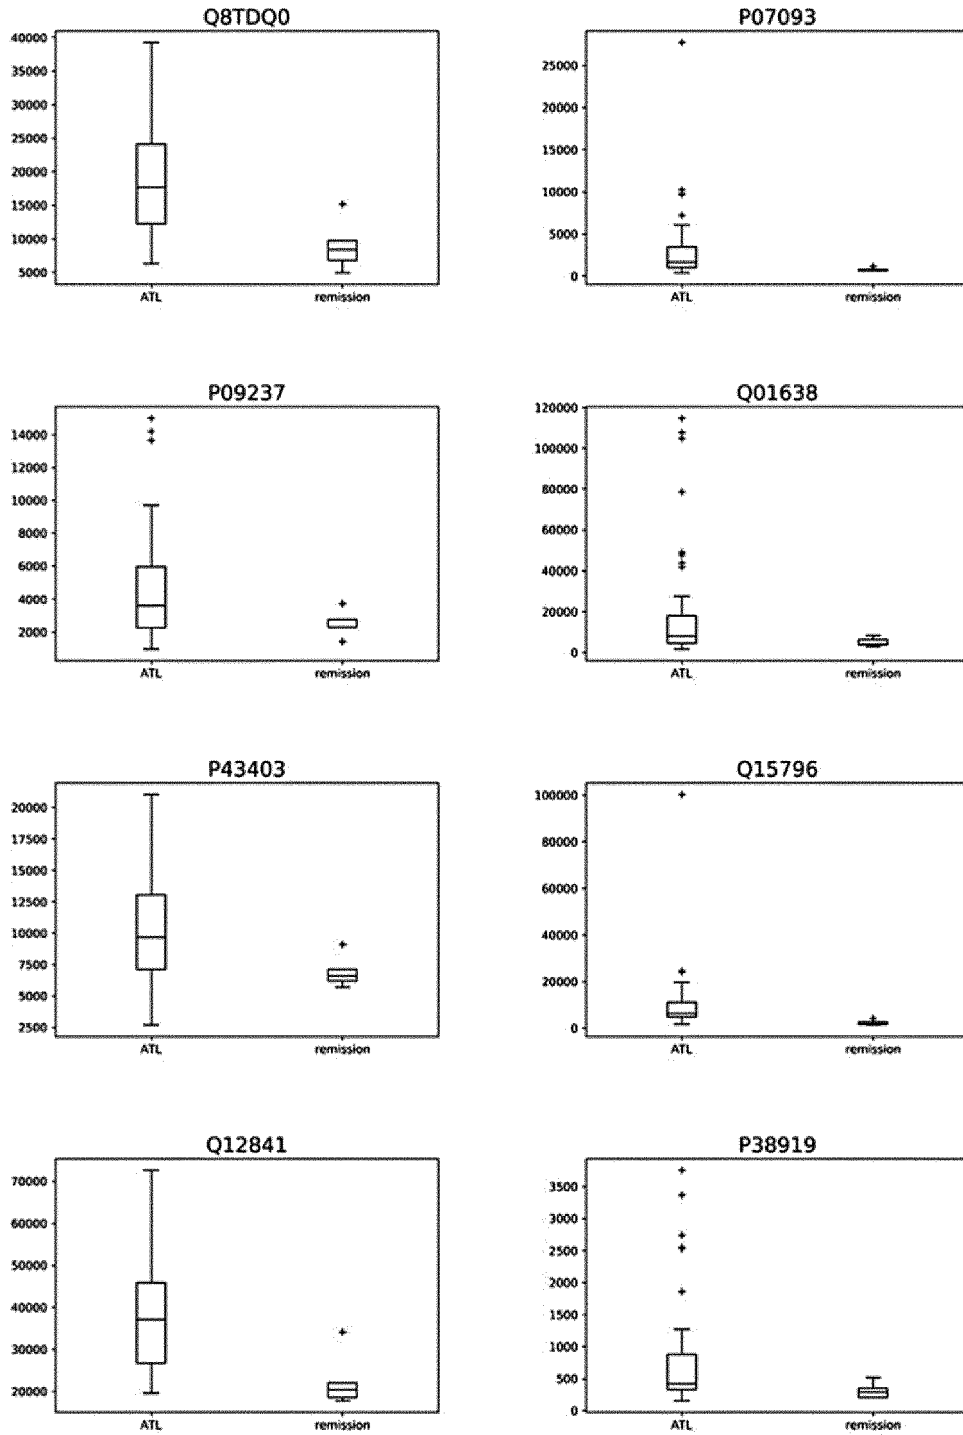 Q8TDQ0
40000
35000
30000
25000
20000
15000
10000
5000
ATL
remission
P07093
25000
20000
15000
10000
5000
0
ATL
remission
P09237
14000
12000
10000
8000
6000
4000
2000
ATL
remission
Q01638
120000
100000
80000
60000
40000
20000
0
ATL
remission
P43403
20000
17500
15000
12500
10000
7500
5000
2500
ATL
remission
Q15796
100000
80000
60000
40000
20000
0
ATL
remission
Q12841
70000
60000
50000
40000
30000
20000
ATL
remission
P38919
3500
3000
2500
2000
1500
1000
500
0
ATL
remission